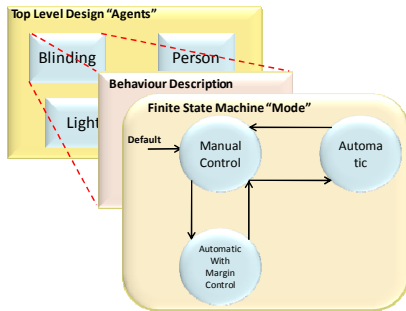 Top Level Design “Agents”
Blinding
Person
Light
Behaviour Description
Finite State Machine “Mode”
Default
Manual
Control
Automa
tic
Automatic
With
Margin
Control